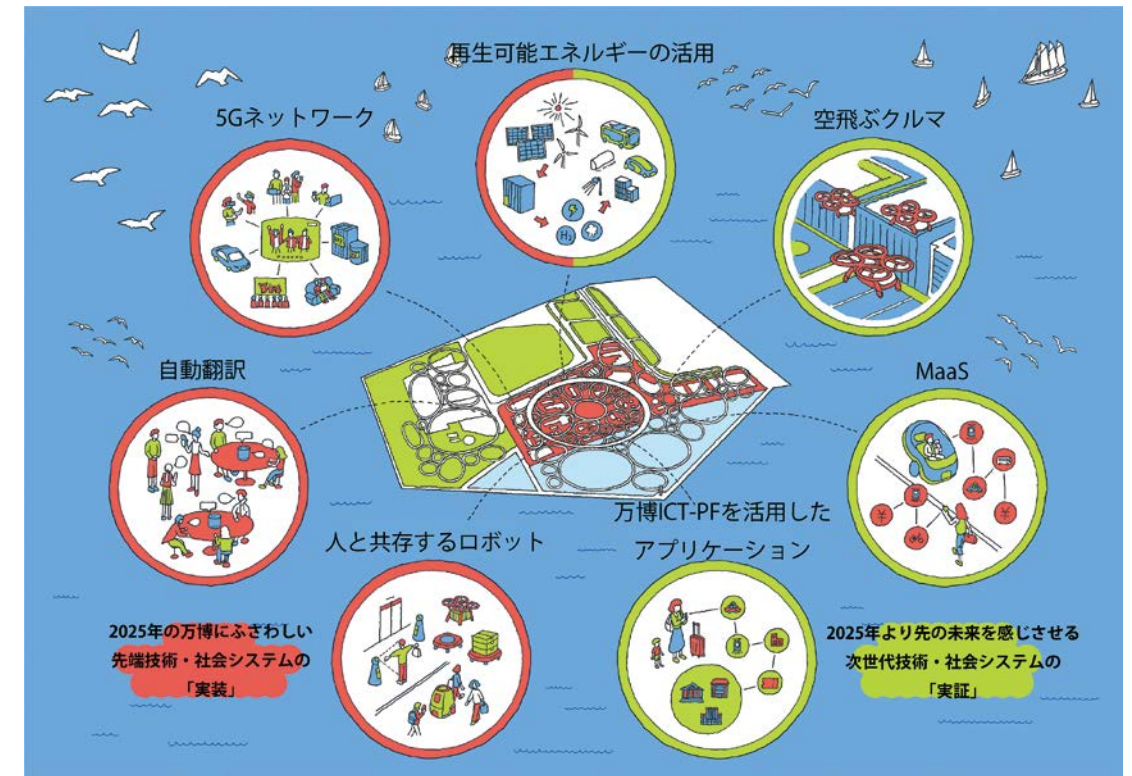 再生可能エネルギーの活用
5Gネットワーク
空飛ぶクルマ
H₂
自動翻訳
MaaS
¥
¥
万博ICT-PFを活用した
アプリケーション
人と共存するロボット
2025年の万博にふさわしい
先端技術・社会システムの
「実装」
2025年より先の未来を感じさせる
次世代技術・社会システムの
「実証」